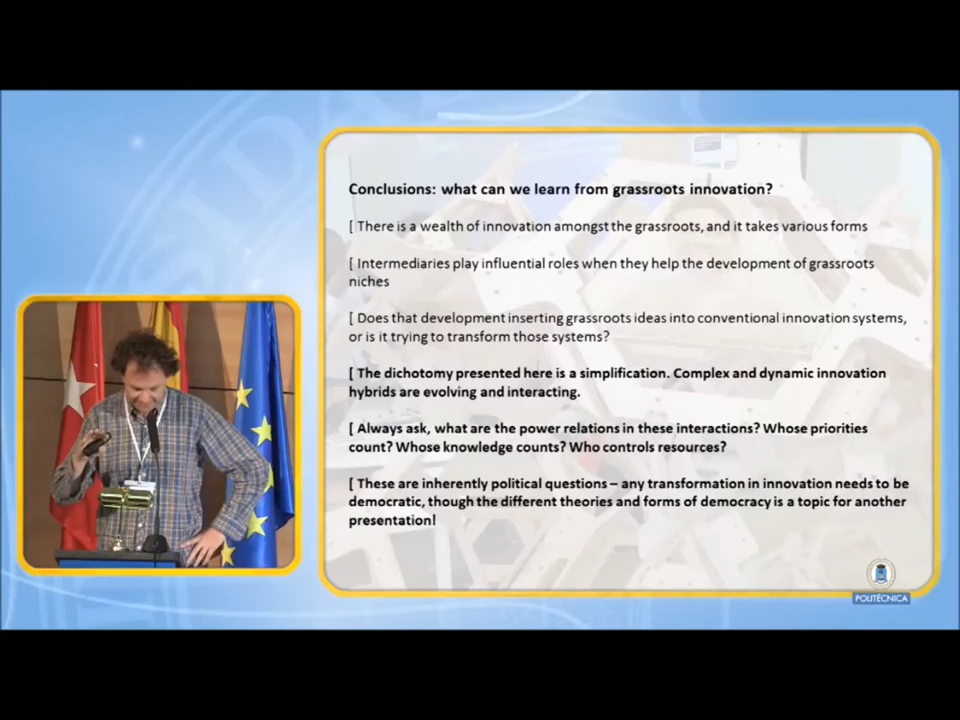 Conclusions: what can we learn from grassroots innovation?
[ There is a wealth of innovation amongst the grassroots, and it takes various forms
[ Intermediaries play influential roles when they help the development of grassroots
niches
[ Does that development inserting grassroots ideas into conventional innovation systems,
or is it trying to transform those systems?
[ The dichotomy presented here is a simplification. Complex and dynamic innovation
hybrids are evolving and interacting.
[ Always ask, what are the power relations in these interactions? Whose priorities
count? Whose knowledge counts? Who controls resources?
[ These are inherently political questions – any transformation in innovation needs to be
democratic, though the different theories and forms of democracy is a topic for another
presentation!
POLITÉCNICA